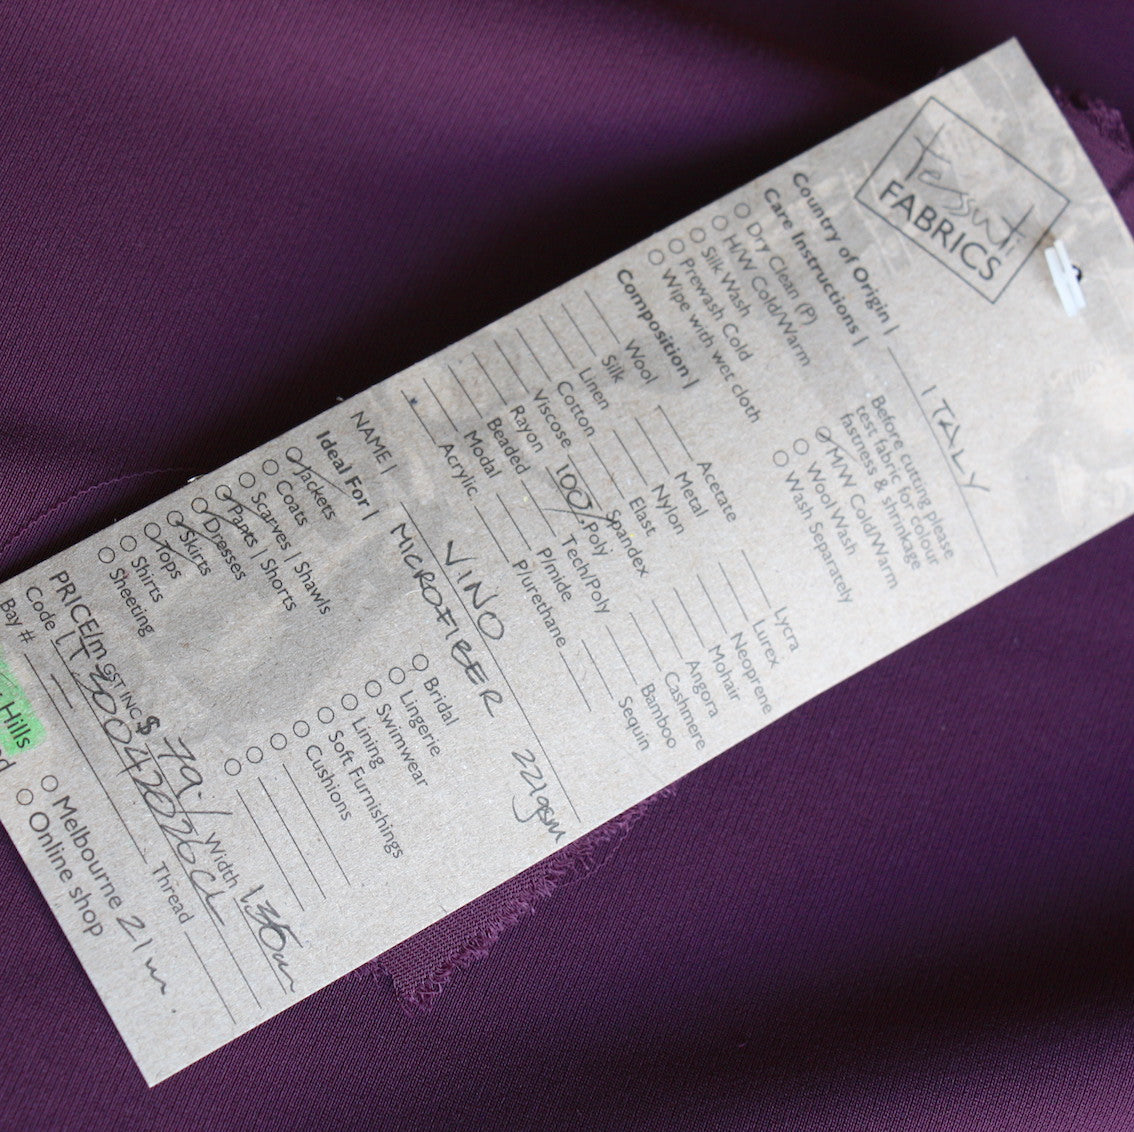 tessuti
FABRICS
Country of Origin | ITALY
Care Instructions |
Dry Clean (P)
H/W Cold/Warm
Silk Wash
Prewash Cold
Wipe with wet cloth
Before cutting please
test fabric for colour
fastness & shrinkage
M/W Cold/Warm
Wool Wash
Wash Separately
Composition |
Wool
Silk
Linen
Cotton
Viscose
Rayon
Beaded
Modal
Acrylic
Acetate
Metal
Nylon
Elast
Spandex
100% Poly
Tech/Poly
P/mide
P/urethane
Lycra
Lurex
Neoprene
Mohair
Angora
Cashmere
Bamboo
Sequin
NAME | VINO
MICROFIBER 221gsm
Ideal For |
Jackets
Coats
Scarves | Shawls
Pants | Shorts
Dresses
Skirts
Tops
Shirts
Sheeting
Bridal
Lingerie
Swimwear
Lining
Soft Furnishings
Cushions
PRICE/m GST INC $ 79./ Width
Code
Bay #
Thread
Hills
Melbourne 21m
Online shop